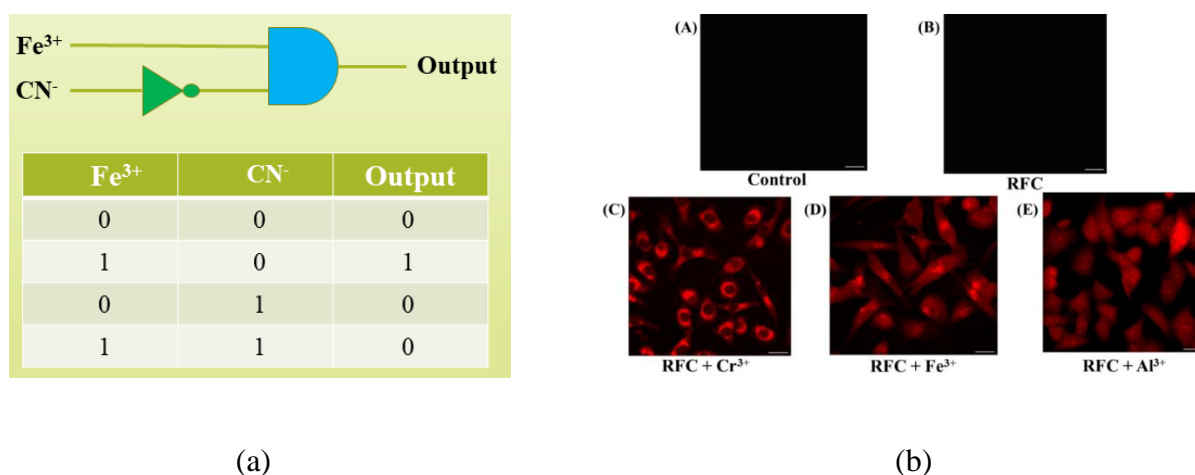 Fe³⁺
CN⁻
Output
Fe³⁺ CN⁻ Output
0 0 0
1 0 1
0 1 0
1 1 0
(A)
Control
(B)
RFC
(C)
RFC + Cr³⁺
(D)
RFC + Fe³⁺
(E)
RFC + Al³⁺
(a)
(b)